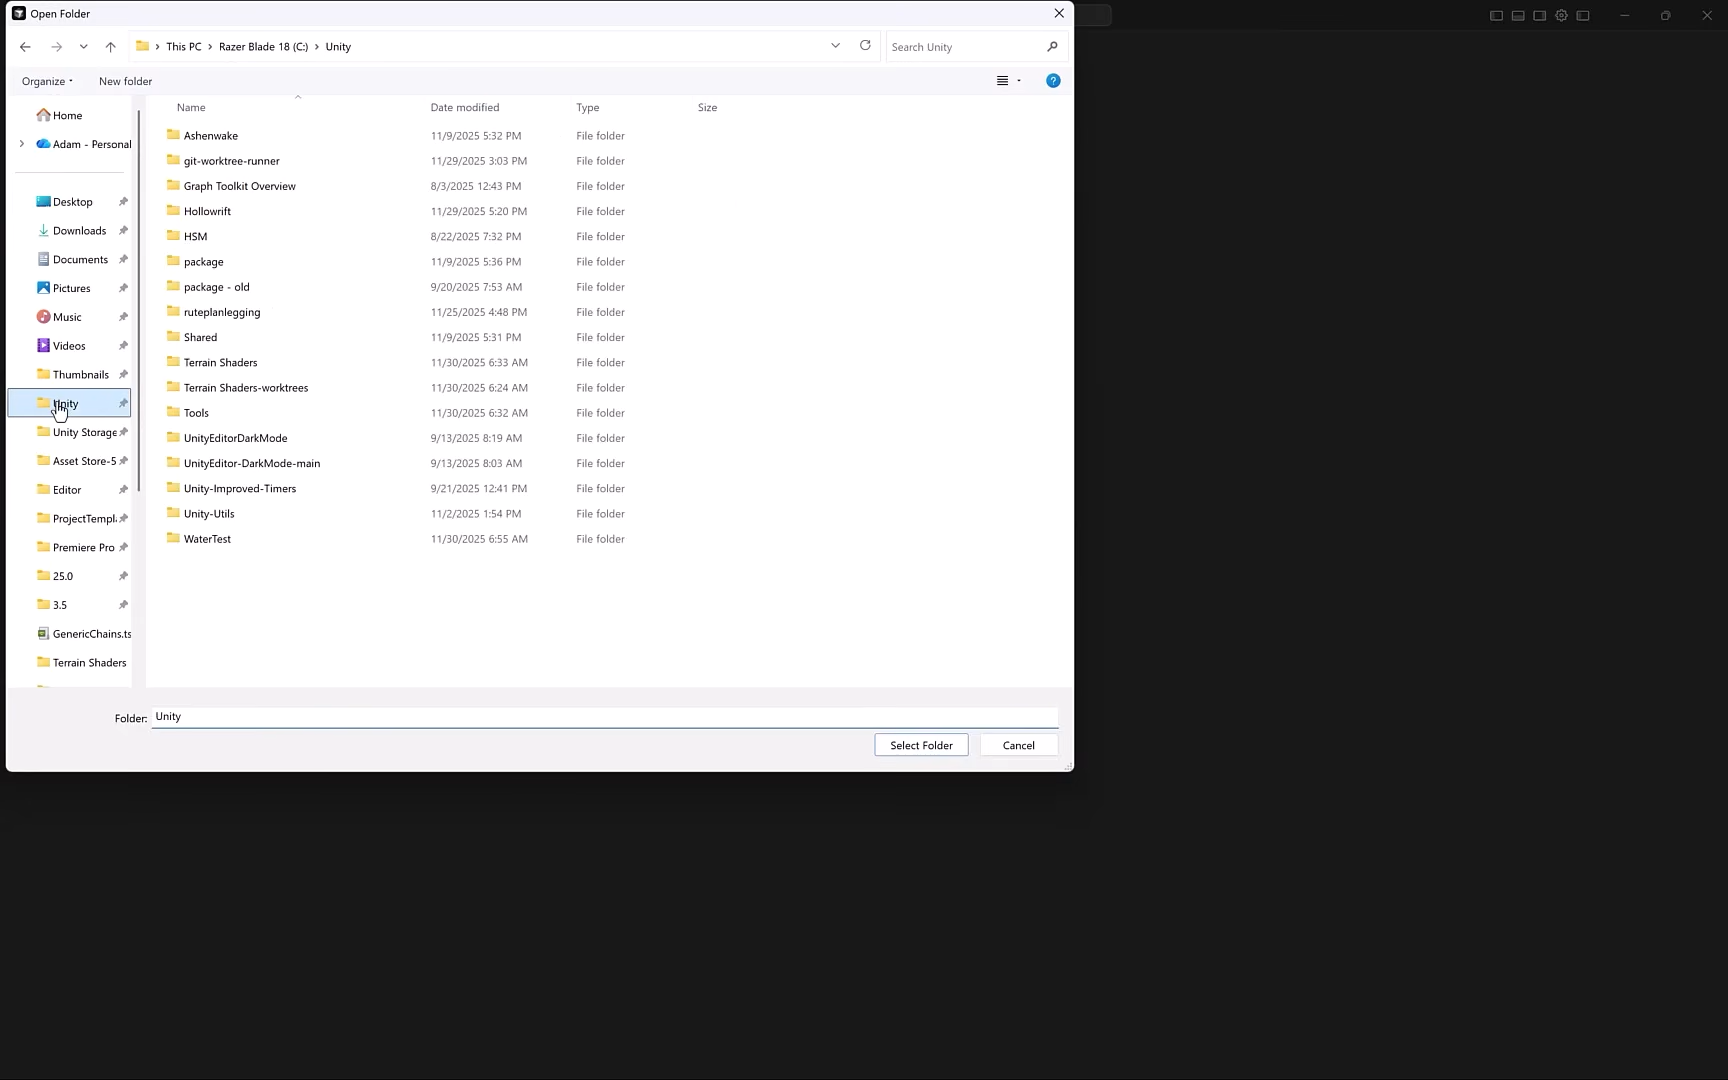 Open Folder
This PC > Razer Blade 18 (C:) > Unity
Search Unity
Organize
New folder
Name
Date modified
Type
Size
Home
Adam - Personal
Desktop
Downloads
Documents
Pictures
Music
Videos
Thumbnails
Unity
Unity Storage
Asset Store-5
Editor
ProjectTempl
Premiere Pro
25.0
3.5
GenericChains.ts
Terrain Shaders
Ashenwake 11/9/2025 5:32 PM File folder
git-worktree-runner 11/29/2025 3:03 PM File folder
Graph Toolkit Overview 8/3/2025 12:43 PM File folder
Hollowrift 11/29/2025 5:20 PM File folder
HSM 8/22/2025 7:32 PM File folder
package 11/9/2025 5:36 PM File folder
package - old 9/20/2025 7:53 AM File folder
ruteplanlegging 11/25/2025 4:48 PM File folder
Shared 11/9/2025 5:31 PM File folder
Terrain Shaders 11/30/2025 6:33 AM File folder
Terrain Shaders-worktrees 11/30/2025 6:24 AM File folder
Tools 11/30/2025 6:32 AM File folder
UnityEditorDarkMode 9/13/2025 8:19 AM File folder
UnityEditor-DarkMode-main 9/13/2025 8:03 AM File folder
Unity-Improved-Timers 9/21/2025 12:41 PM File folder
Unity-Utils 11/2/2025 1:54 PM File folder
WaterTest 11/30/2025 6:55 AM File folder
Folder: Unity
Select Folder
Cancel